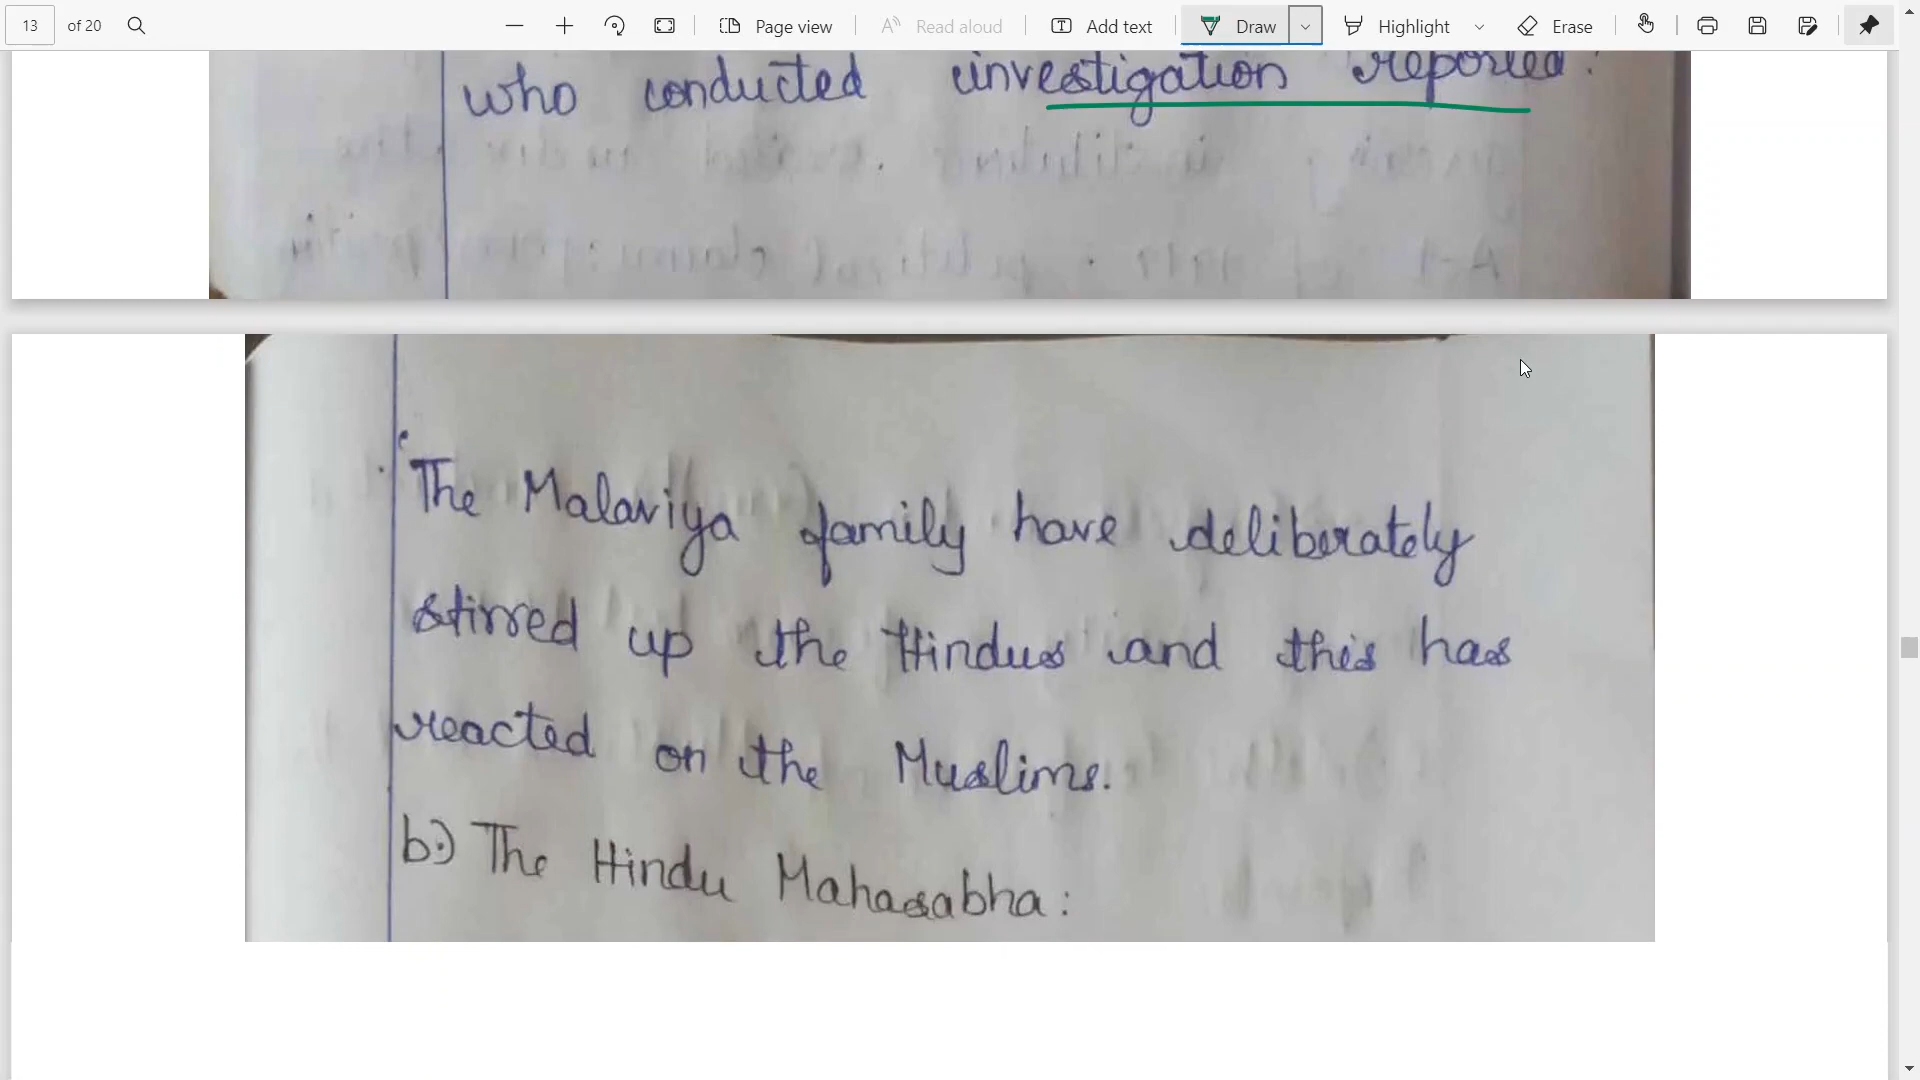 13 of 20 Page view Read aloud Add text Draw Highlight Erase
who conducted investigation reported:
The Malaviya family have deliberately
stirred up the Hindus and this has
reacted on the Muslims.
b.) The Hindu Mahasabha: